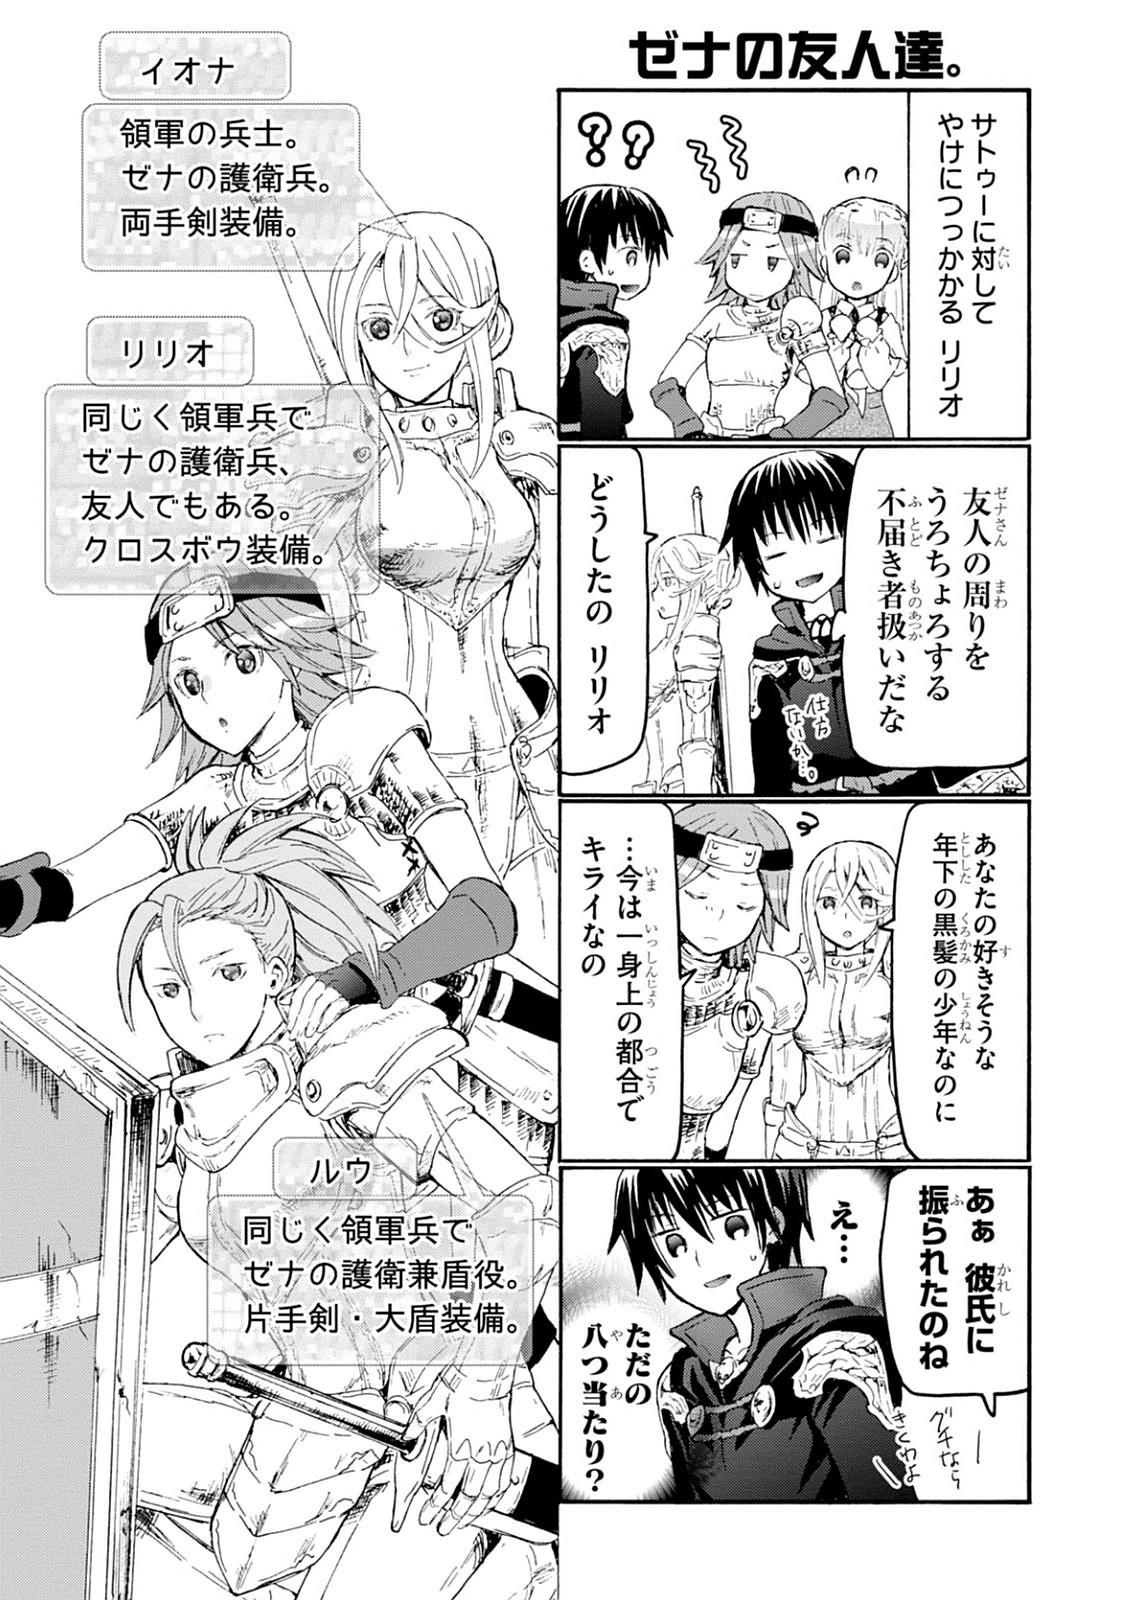 ゼナの友人達。
サトゥーに対して
やけにつっかかる リリオ
??
友人の周りを
うろちょろする
不届き者扱いだな
仕方
ないか…。
どうしたの リリオ
あなたの好きそうな
年下の黒髪の少年なのに
…今は一身上の都合で
キライなの
あぁ 彼氏に
振られたのね
グチなら
きくわよ
え…
ただの
八つ当たり?
イオナ
領軍の兵士。
ゼナの護衛兵。
両手剣装備。
リリオ
同じく領軍兵で
ゼナの護衛兵、
友人でもある。
クロスボウ装備。
ルウ
同じく領軍兵で
ゼナの護衛兼盾役。
片手剣・大盾装備。